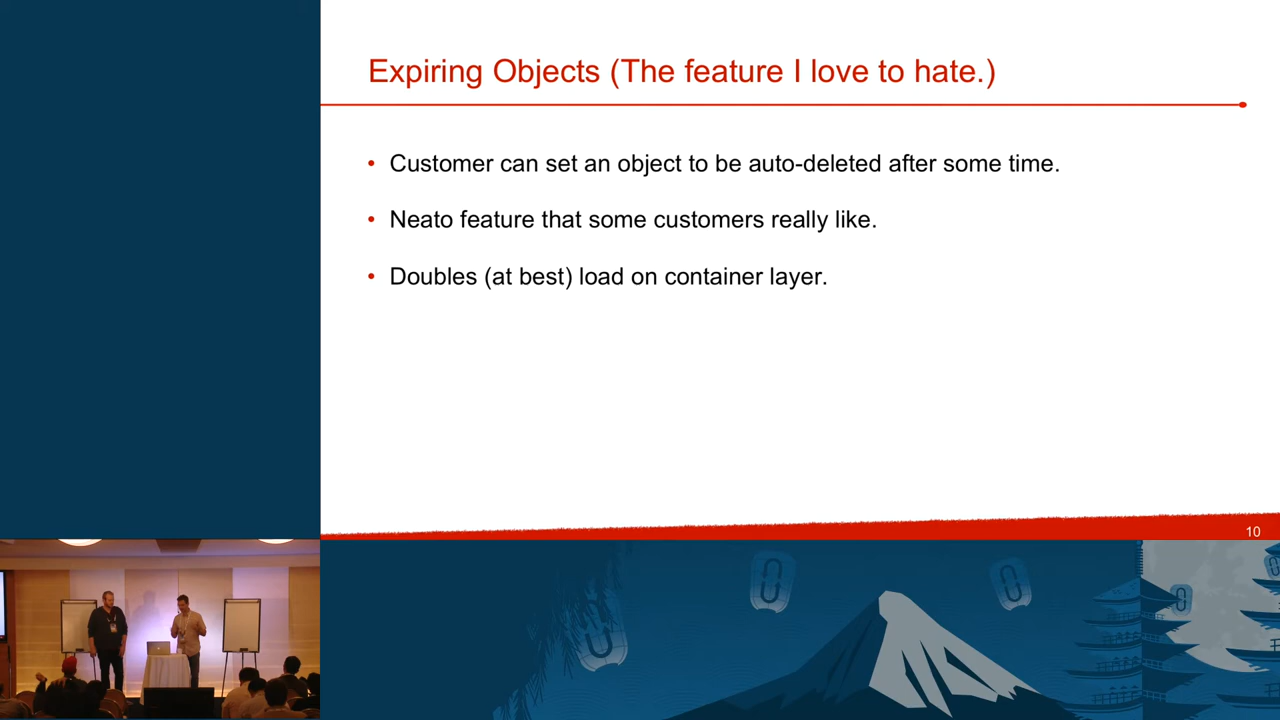 Expiring Objects (The feature I love to hate.)
• Customer can set an object to be auto-deleted after some time.
• Neato feature that some customers really like.
• Doubles (at best) load on container layer.
10